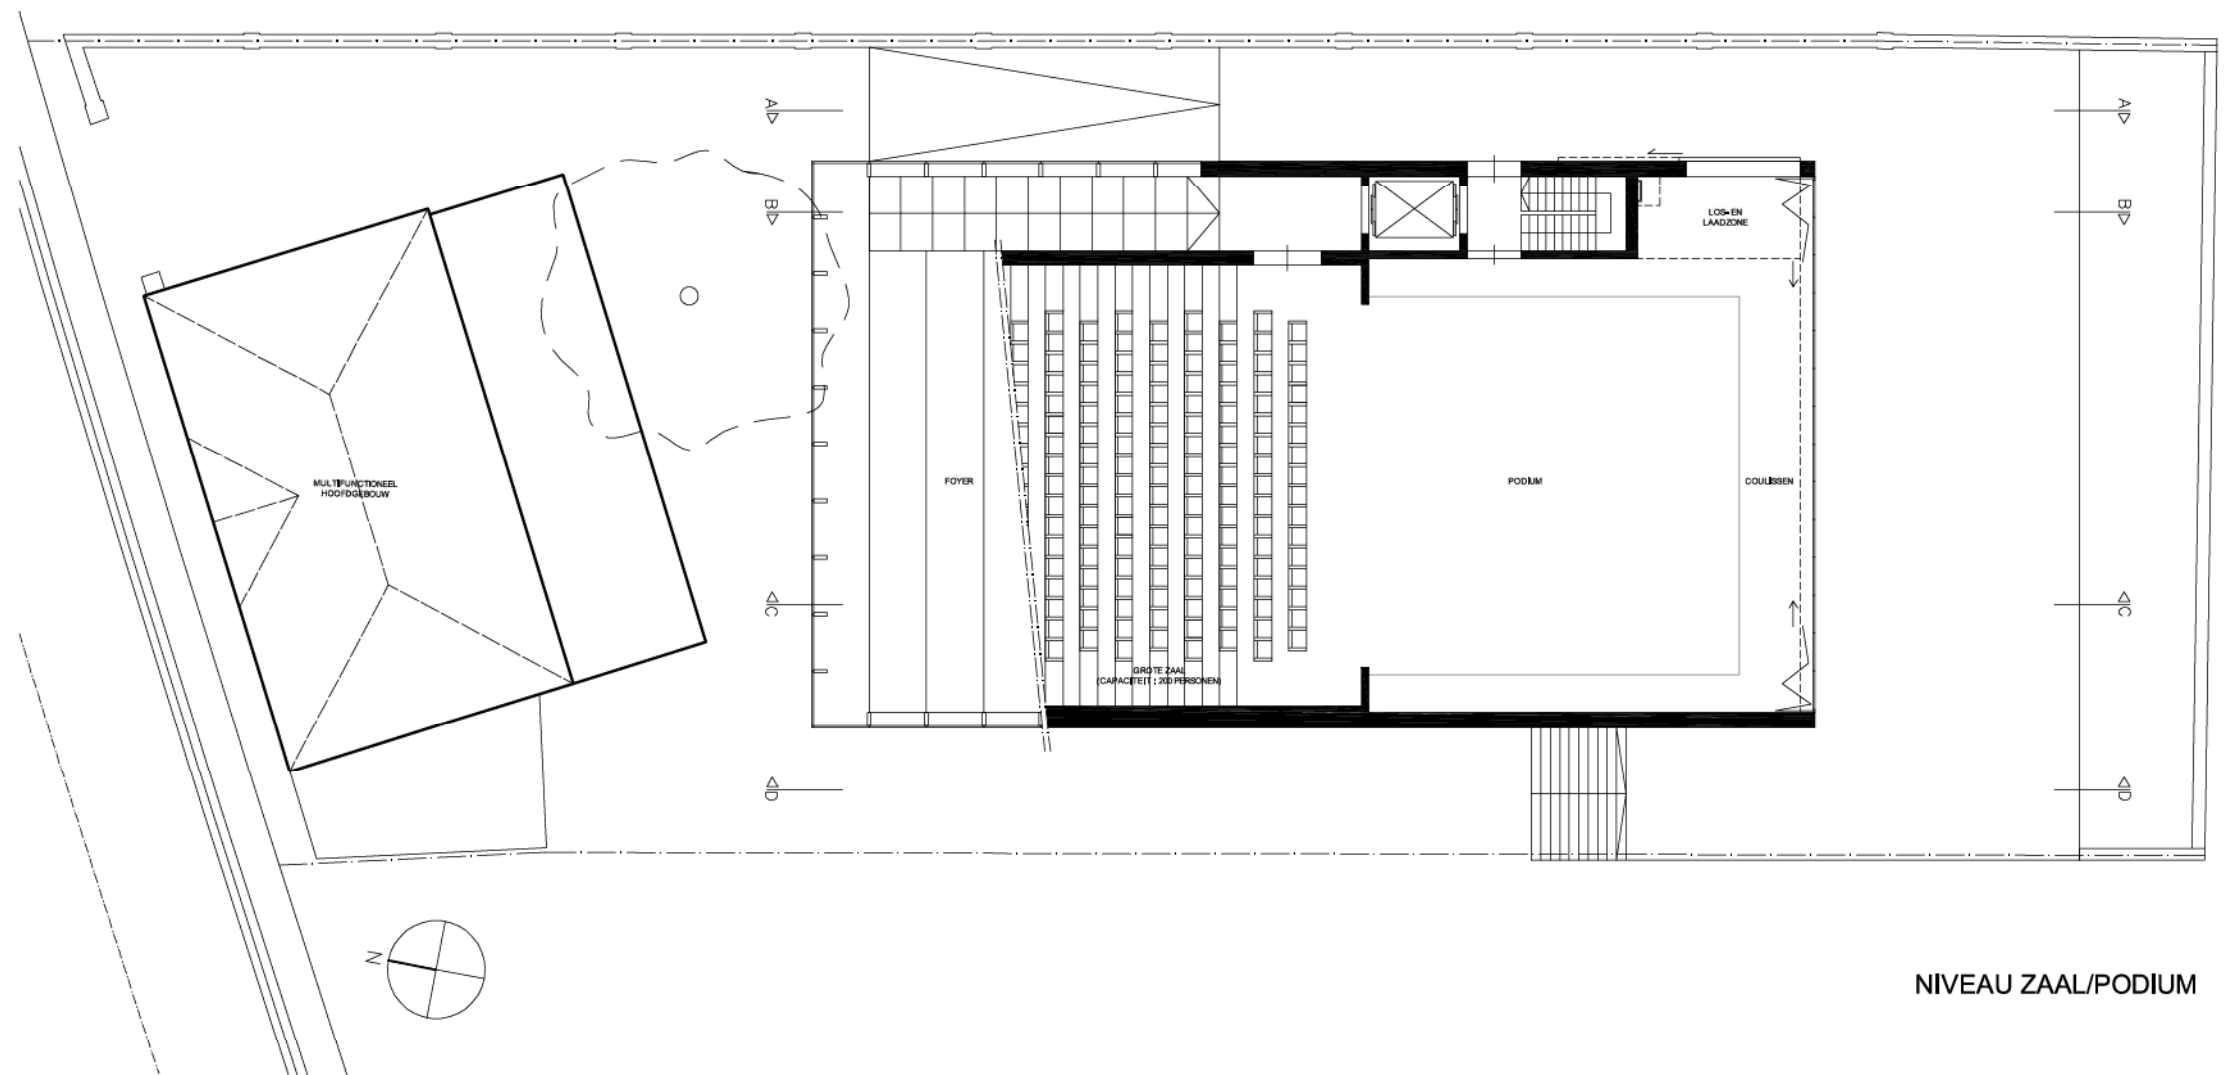 A
A
B
B
LOS- EN
LAADZONE
MULTIFUNCTIONEEL
HOOFDGEBOUW
FOYER
PODIUM
COULISSEN
C
C
GROTE ZAAL
(CAPACITEIT : 200 PERSONEN)
D
D
N
NIVEAU ZAAL/PODIUM